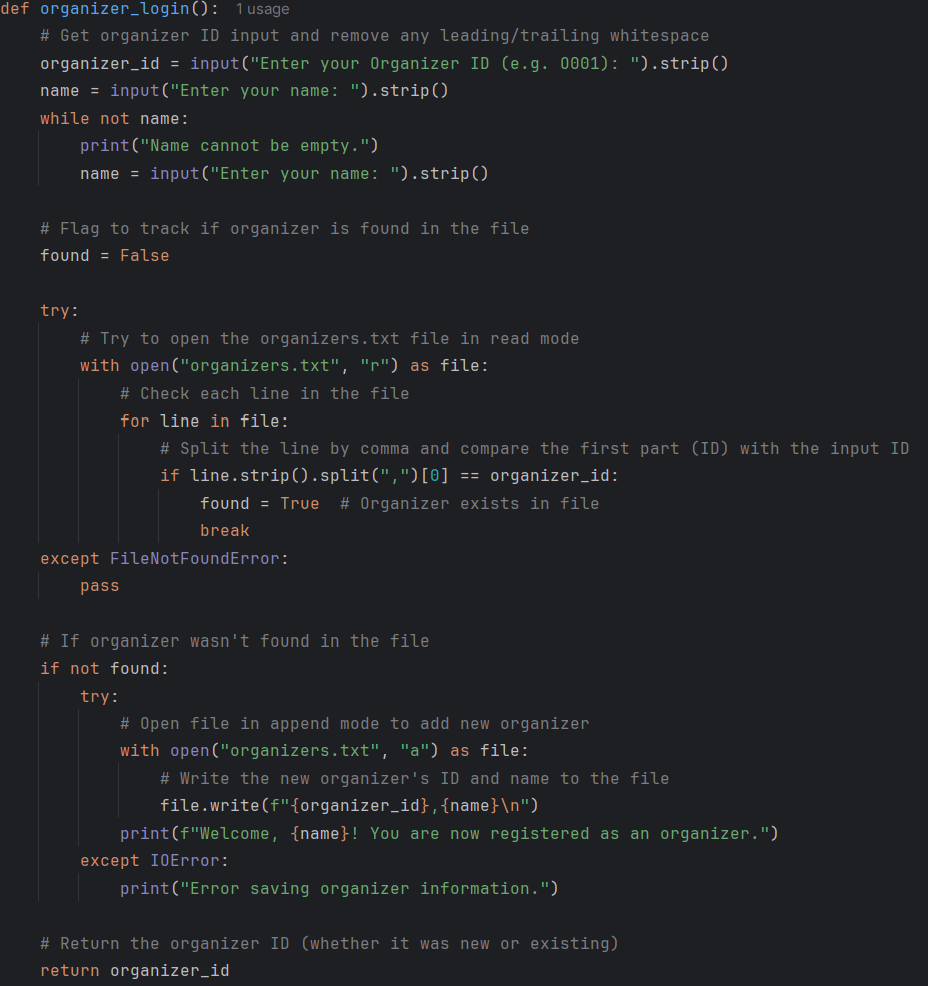 def organizer_login():  1 usage
    # Get organizer ID input and remove any leading/trailing whitespace
    organizer_id = input("Enter your Organizer ID (e.g. O001): ").strip()
    name = input("Enter your name: ").strip()
    while not name:
        print("Name cannot be empty.")
        name = input("Enter your name: ").strip()

    # Flag to track if organizer is found in the file
    found = False

    try:
        # Try to open the organizers.txt file in read mode
        with open("organizers.txt", "r") as file:
            # Check each line in the file
            for line in file:
                # Split the line by comma and compare the first part (ID) with the input ID
                if line.strip().split(",")[0] == organizer_id:
                    found = True  # Organizer exists in file
                    break
    except FileNotFoundError:
        pass

    # If organizer wasn't found in the file
    if not found:
        try:
            # Open file in append mode to add new organizer
            with open("organizers.txt", "a") as file:
                # Write the new organizer's ID and name to the file
                file.write(f"{organizer_id},{name}\n")
            print(f"Welcome, {name}! You are now registered as an organizer.")
        except IOError:
            print("Error saving organizer information.")

    # Return the organizer ID (whether it was new or existing)
    return organizer_id